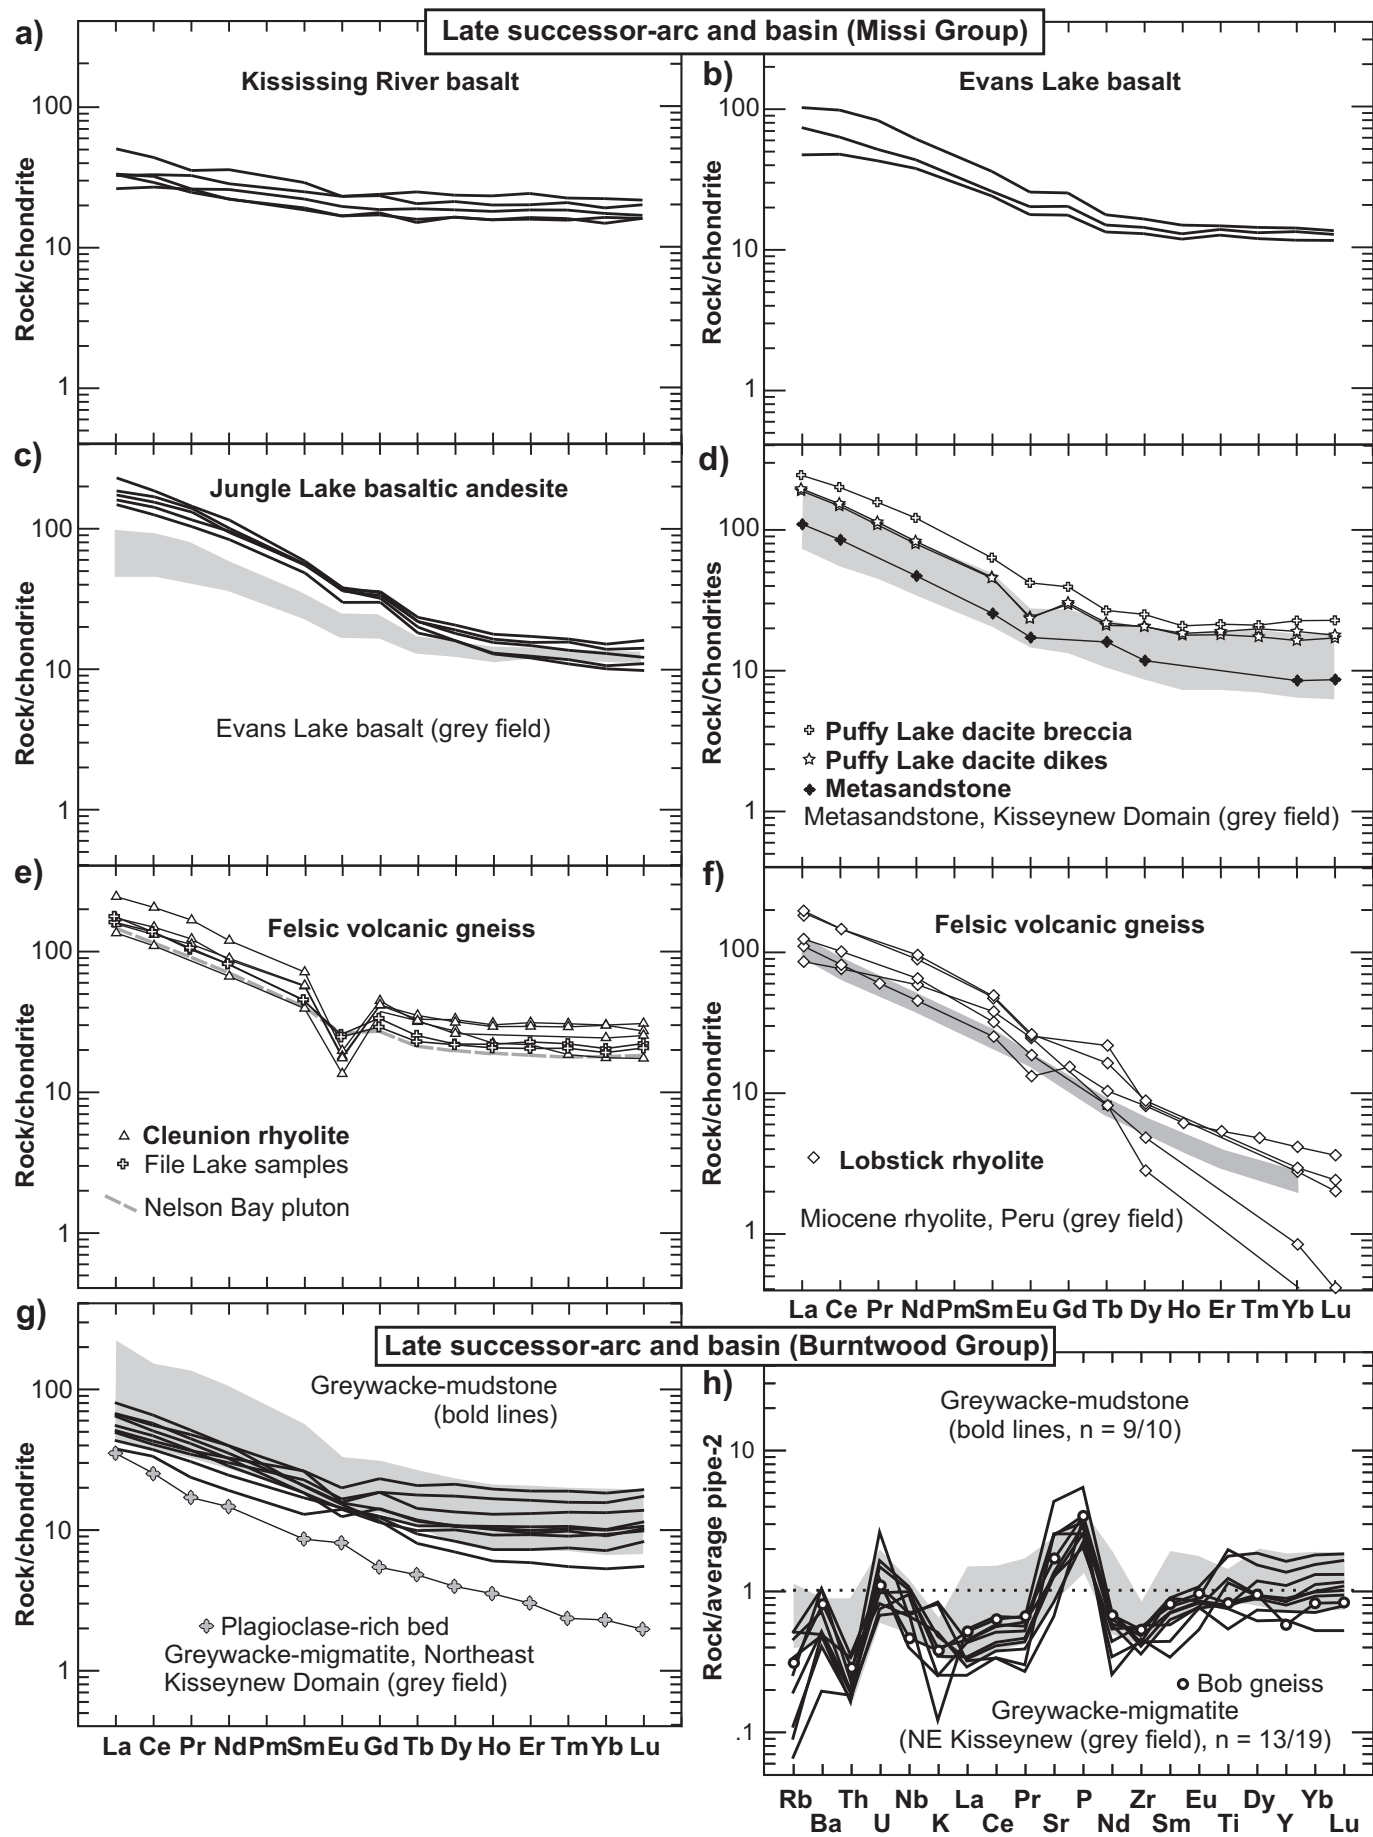 Late successor-arc and basin (Missi Group)
a)
Kississing River basalt
Rock/chondrite
100
10
1
b)
Evans Lake basalt
Rock/chondrite
100
10
1
c)
Jungle Lake basaltic andesite
Evans Lake basalt (grey field)
Rock/chondrite
100
10
1
d)
Rock/Chondrites
100
10
1
Puffy Lake dacite breccia
Puffy Lake dacite dikes
Metasandstone
Metasandstone, Kisseynew Domain (grey field)
e)
Felsic volcanic gneiss
Rock/chondrite
100
10
1
Cleunion rhyolite
File Lake samples
Nelson Bay pluton
f)
Felsic volcanic gneiss
Rock/chondrite
100
10
1
Lobstick rhyolite
Miocene rhyolite, Peru (grey field)
La Ce Pr Nd Pm Sm Eu Gd Tb Dy Ho Er Tm Yb Lu
Late successor-arc and basin (Burntwood Group)
g)
Greywacke-mudstone
(bold lines)
Rock/chondrite
100
10
1
Plagioclase-rich bed
Greywacke-migmatite, Northeast
Kisseynew Domain (grey field)
La Ce Pr Nd Pm Sm Eu Gd Tb Dy Ho Er Tm Yb Lu
h)
Greywacke-mudstone
(bold lines, n = 9/10)
Rock/average pipe-2
10
1
.1
Bob gneiss
Greywacke-migmatite
(NE Kisseynew (grey field), n = 13/19)
Rb Th Nb La Pr P Zr Eu Dy Yb
Ba U K Ce Sr Nd Sm Ti Y Lu